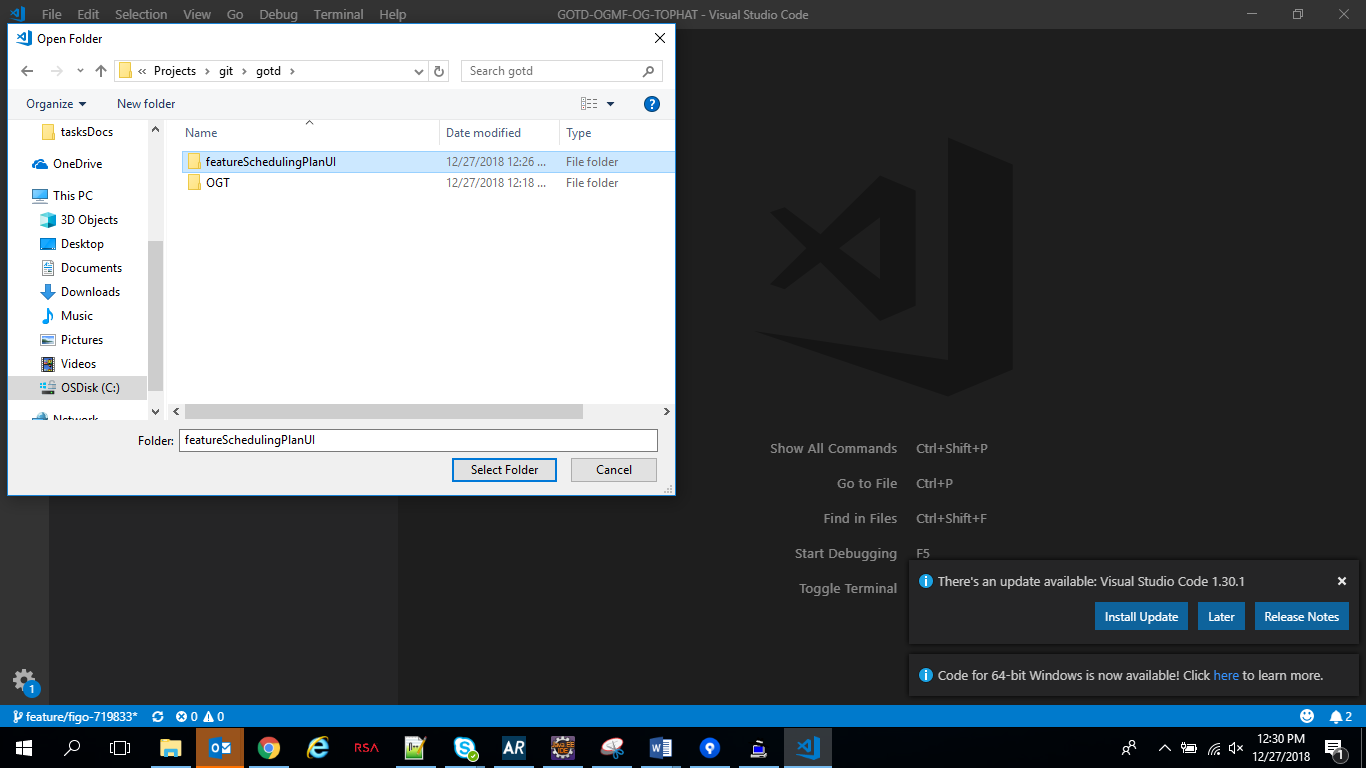 File Edit Selection View Go Debug Terminal Help GOTD-OGMF-OG-TOPHAT - Visual Studio Code
Open Folder
« Projects › git › gotd › Search gotd
Organize New folder ?
Name Date modified Type
featureSchedulingPlanUI 12/27/2018 12:26 ... File folder
OGT 12/27/2018 12:18 ... File folder
tasksDocs
OneDrive
This PC
3D Objects
Desktop
Documents
Downloads
Music
Pictures
Videos
OSDisk (C:)
Network
Folder: featureSchedulingPlanUI
Select Folder Cancel
Show All Commands Ctrl+Shift+P
Go to File Ctrl+P
Find in Files Ctrl+Shift+F
Start Debugging F5
Toggle Terminal
There's an update available: Visual Studio Code 1.30.1
Install Update Later Release Notes
Code for 64-bit Windows is now available! Click here to learn more.
1
feature/figo-719833* 0 0 2
RSA AR
12:30 PM
12/27/2018
1